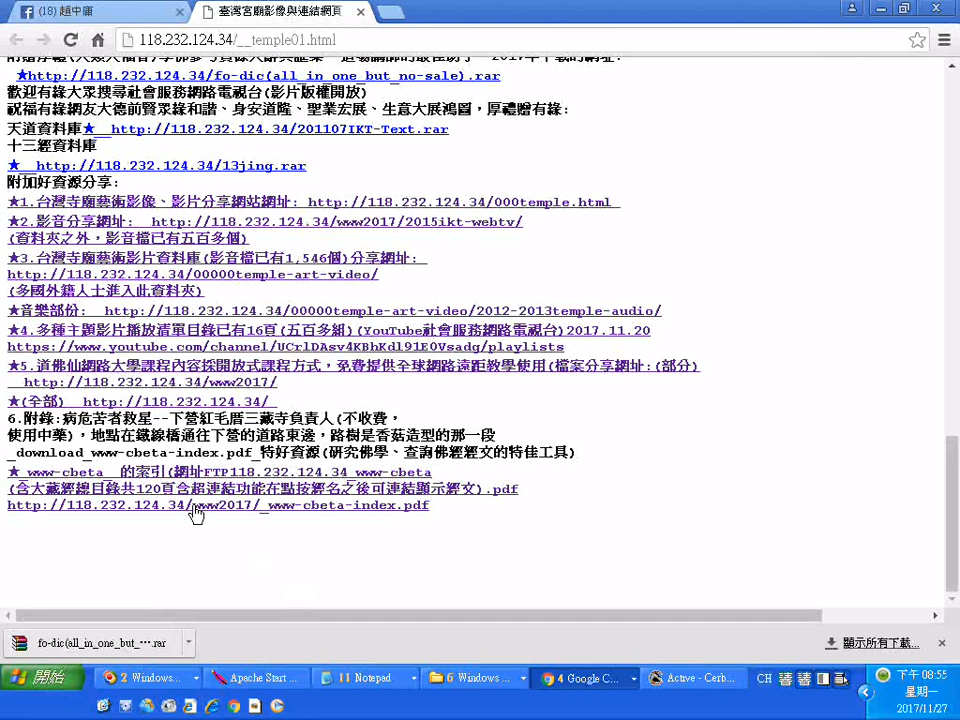 (18) 趙中庸
臺灣宮廟影像與連結網頁
118.232.124.34/__temple01.html
★http://118.232.124.34/fo-dic(all_in_one_but_no-sale).rar
歡迎有緣大眾搜尋社會服務網路電視台(影片版權開放)
祝福有緣網友大德前賢眾緣和諧、身安道隆、聖業宏展、生意大展鴻圖，厚禮贈有緣:
天道資料庫★__http://118.232.124.34/201107IKT-Text.rar
十三經資料庫
★__http://118.232.124.34/13jing.rar
附加好資源分享:
★1.台灣寺廟藝術影像、影片分享網站網址: http://118.232.124.34/000temple.html
★2.影音分享網址: http://118.232.124.34/www2017/2015ikt-webtv/
(資料夾之外，影音檔已有五百多個)
★3.台灣寺廟藝術影片資料庫(影音檔已有1,546個)分享網址:
http://118.232.124.34/00000temple-art-video/
(多國外籍人士進入此資料夾)
★音樂部份: http://118.232.124.34/00000temple-art-video/2012-2013temple-audio/
★4.多種主題影片播放清單目錄已有16頁(五百多組)(YouTube社會服務網路電視台)2017.11.20
https://www.youtube.com/channel/UCrlDAsv4KBhKdl91EOVsadg/playlists
★5.道佛仙網路大學課程內容採開放式課程方式，免費提供全球網路遠距教學使用(檔案分享網址:(部分)
http://118.232.124.34/www2017/
★(全部) http://118.232.124.34/
6.附錄:病危苦者救星--下營紅毛厝三藏寺負責人(不收費，
使用中藥)，地點在鐵線橋通往下營的道路東邊，路樹是香菇造型的那一段
_download_www-cbeta-index.pdf_特好資源(研究佛學、查詢佛經經文的特佳工具)
★_www-cbeta__的索引(網址FTP118.232.124.34_www-cbeta
(含大藏經總目錄共120頁含超連結功能在點按經名之後可連結顯示經文).pdf
http://118.232.124.34/www2017/_www-cbeta-index.pdf
fo-dic(all_in_one_but_....rar
顯示所有下載...
開始
2 Windows...
Apache Start ...
11 Notepad
6 Windows ...
4 Google C...
Active - Cerb...
CH
下午 08:55
星期一
2017/11/27